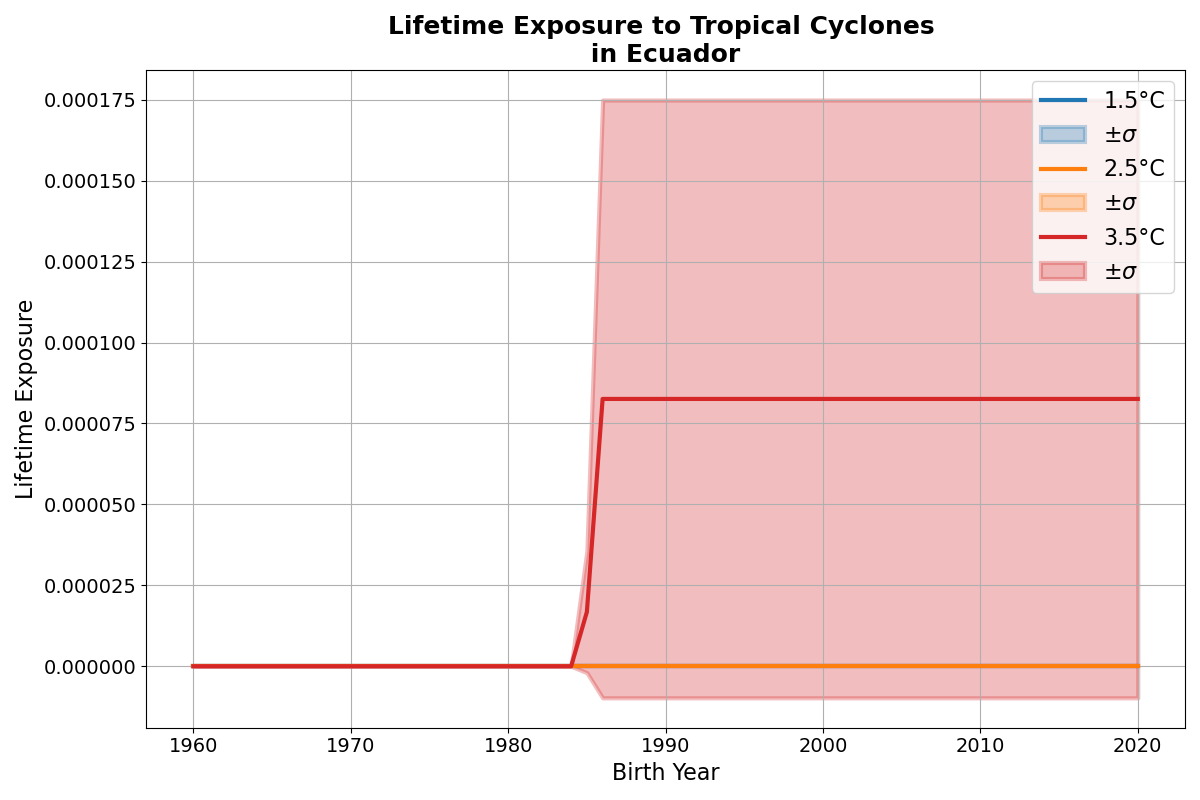 Lifetime Exposure to Tropical Cyclones
in Ecuador
0.000175
0.000150
0.000125
0.000100
0.000075
0.000050
0.000025
0.000000
Lifetime Exposure
1960
1970
1980
1990
2000
2010
2020
Birth Year
1.5°C
±σ
2.5°C
±σ
3.5°C
±σ